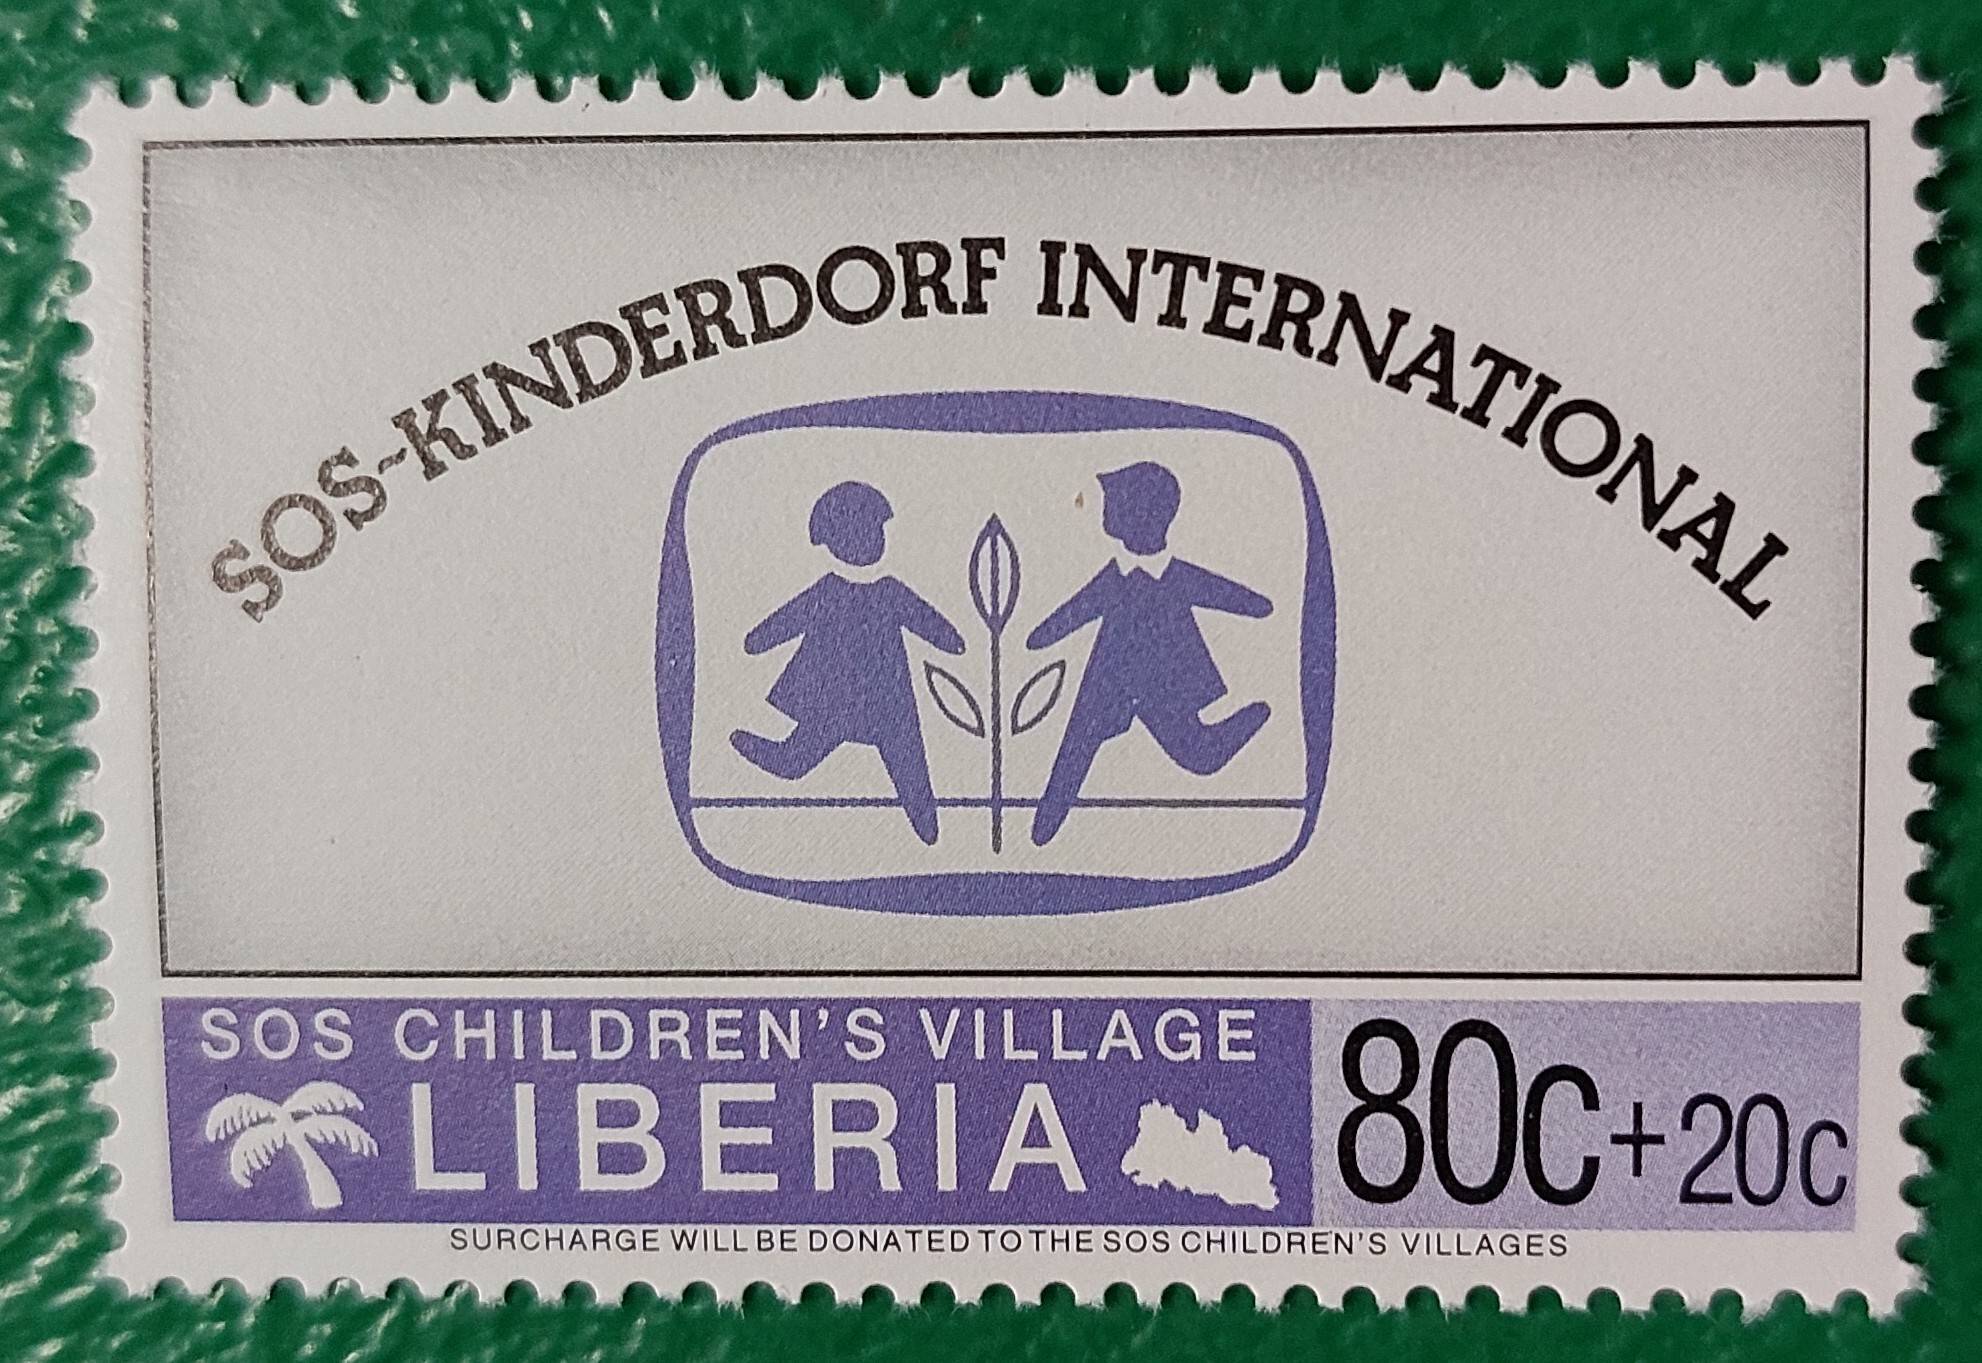 SOS-KINDERDORF INTERNATIONAL
SOS CHILDREN'S VILLAGE
LIBERIA
80c+20c
SURCHARGE WILL BE DONATED TO THE SOS CHILDREN'S VILLAGES